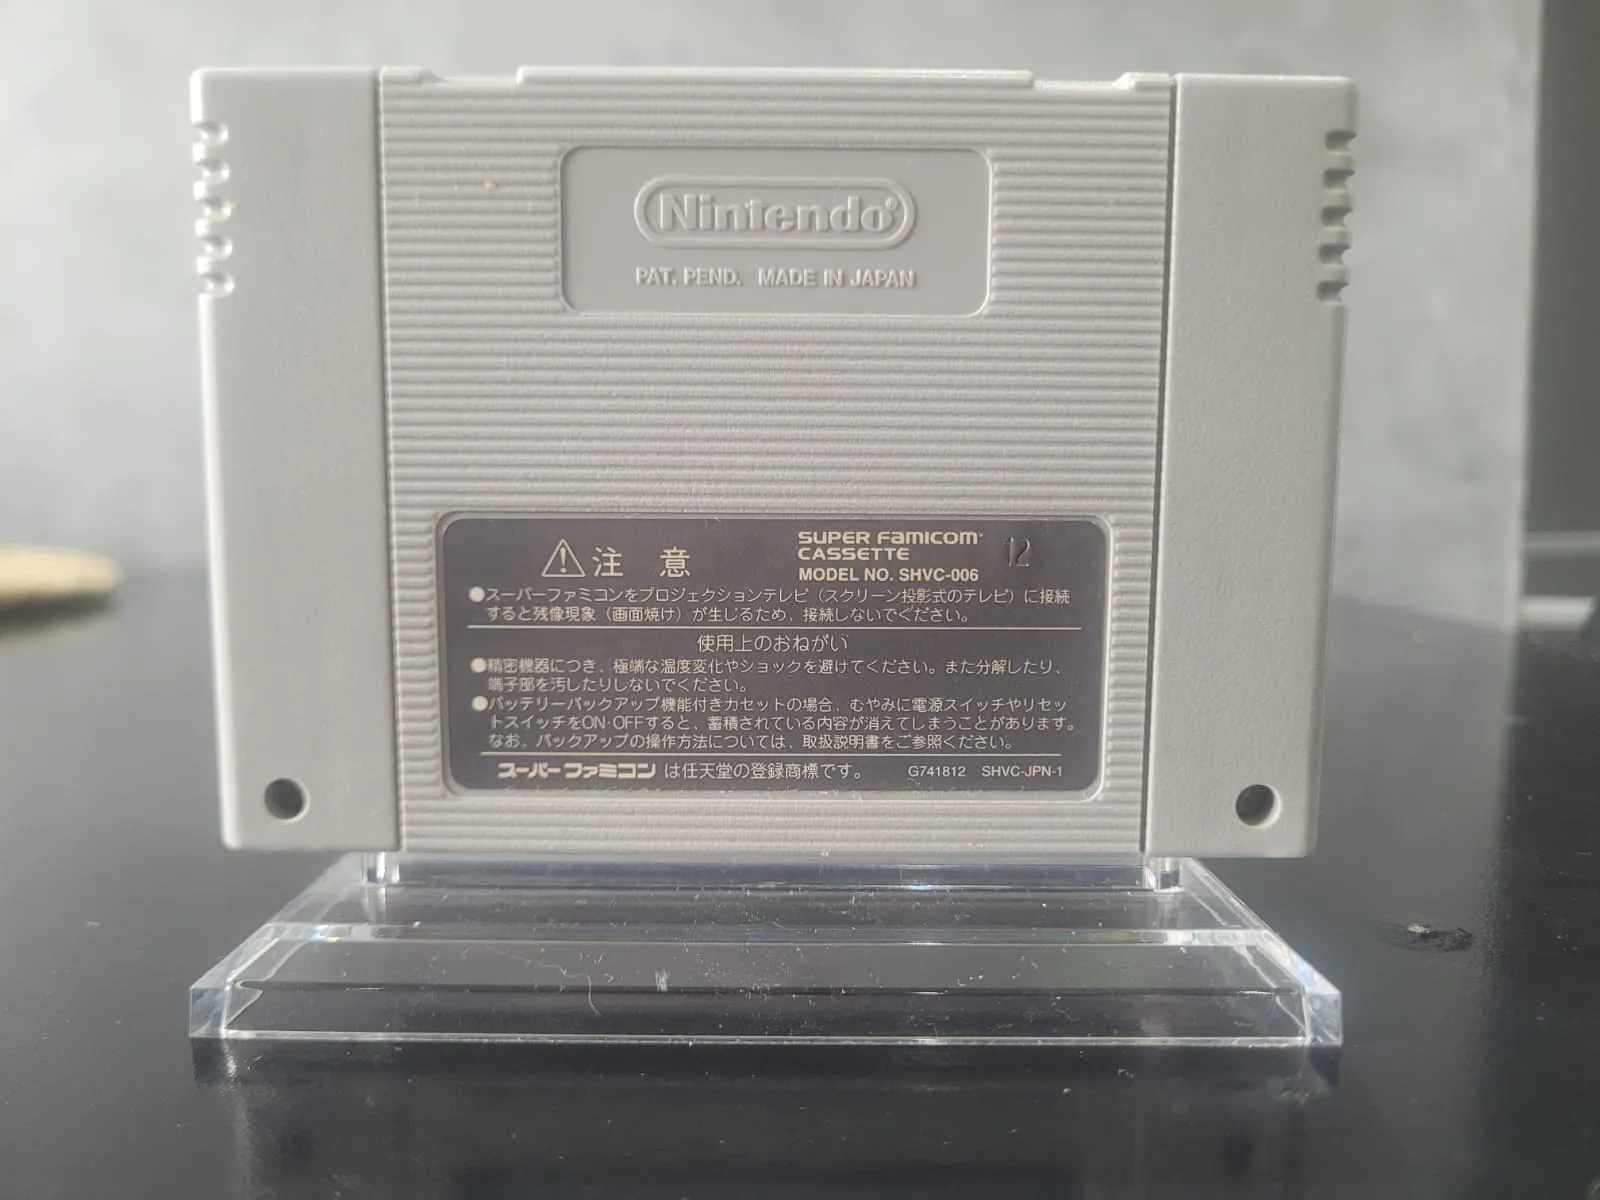 Nintendo®
PAT. PEND. MADE IN JAPAN
⚠注意
SUPER FAMICOM
CASSETTE
MODEL NO. SHVC-006
12
●スーパーファミコンをプロジェクションテレビ（スクリーン投影式のテレビ）に接続
すると残像現象（画面焼け）が生じるため、接続しないでください。
使用上のおねがい
●精密機器につき、極端な温度変化やショックを避けてください。また分解したり、
端子部を汚したりしないでください。
●バッテリーバックアップ機能付きカセットの場合、むやみに電源スイッチやリセッ
トスイッチをON・OFFすると、蓄積されている内容が消えてしまうことがあります。
なお、バックアップの操作方法については、取扱説明書をご参照ください。
スーパーファミコンは任天堂の登録商標です。 G741812 SHVC-JPN-1